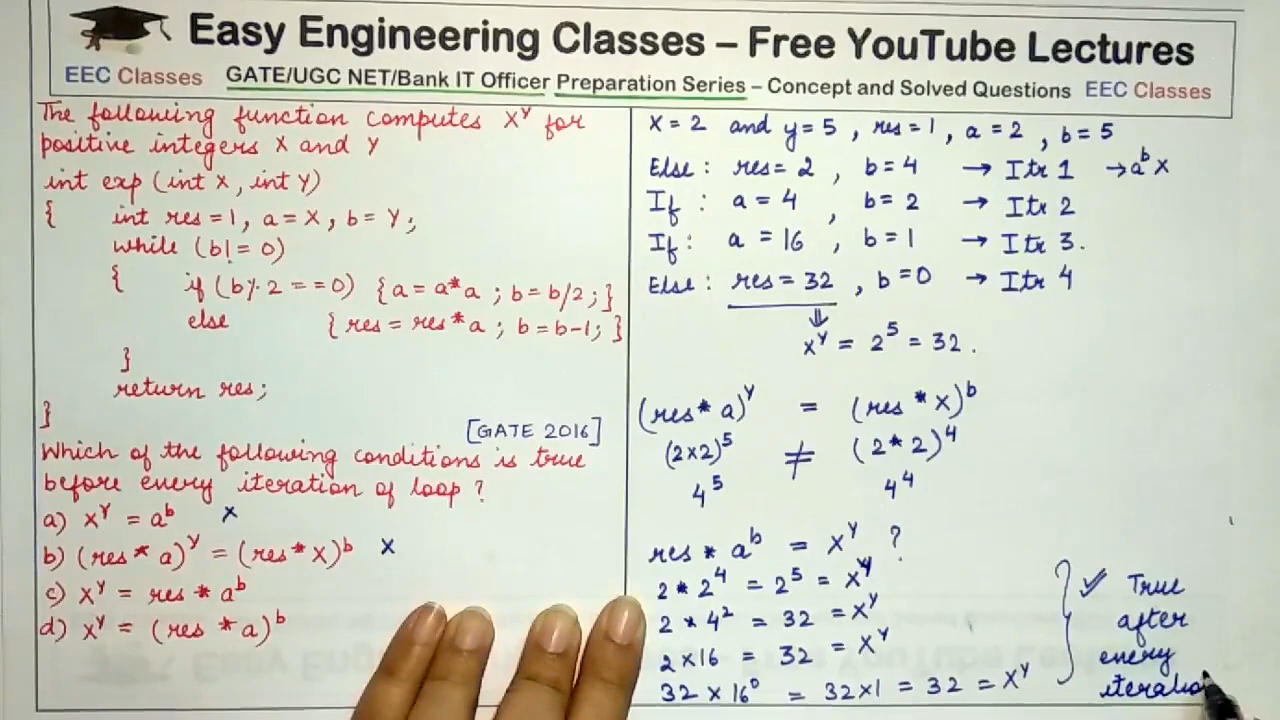 Easy Engineering Classes – Free YouTube Lectures
EEC Classes GATE/UGC NET/Bank IT Officer Preparation Series – Concept and Solved Questions EEC Classes
The following function computes X^Y for
positive integers X and Y
int exp (int X, int Y)
{ int res = 1, a = X, b = Y;
while (b! = 0)
{ if (b % 2 = = 0) {a = a*a ; b = b/2 ; }
else { res = res * a ; b = b-1; }
}
return res;
}
[GATE 2016]
Which of the following conditions is true
before every iteration of loop ?
a) X^Y = a^b x
b) (res * a)^Y = (res * X)^b x
c) X^Y = res * a^b
d) X^Y = (res * a)^b
X = 2 and y = 5 , res = 1 , a = 2 , b = 5
Else : res = 2 , b = 4 → Itr 1 → a^b X
If : a = 4 , b = 2 → Itr 2
If : a = 16 , b = 1 → Itr 3.
Else : res = 32 , b = 0 → Itr 4
⇓
X^Y = 2^5 = 32 .
(res * a)^Y = (res * X)^b
(2×2)^5 ≠ (2 * 2)^4
4^5 4^4
res * a^b = X^Y ?
2 * 2^4 = 2^5 = X^Y
2 * 4^2 = 32 = X^Y
2 × 16 = 32 = X^Y
32 × 16^0 = 32×1 = 32 = X^Y
✓ True
after
every
iteratio